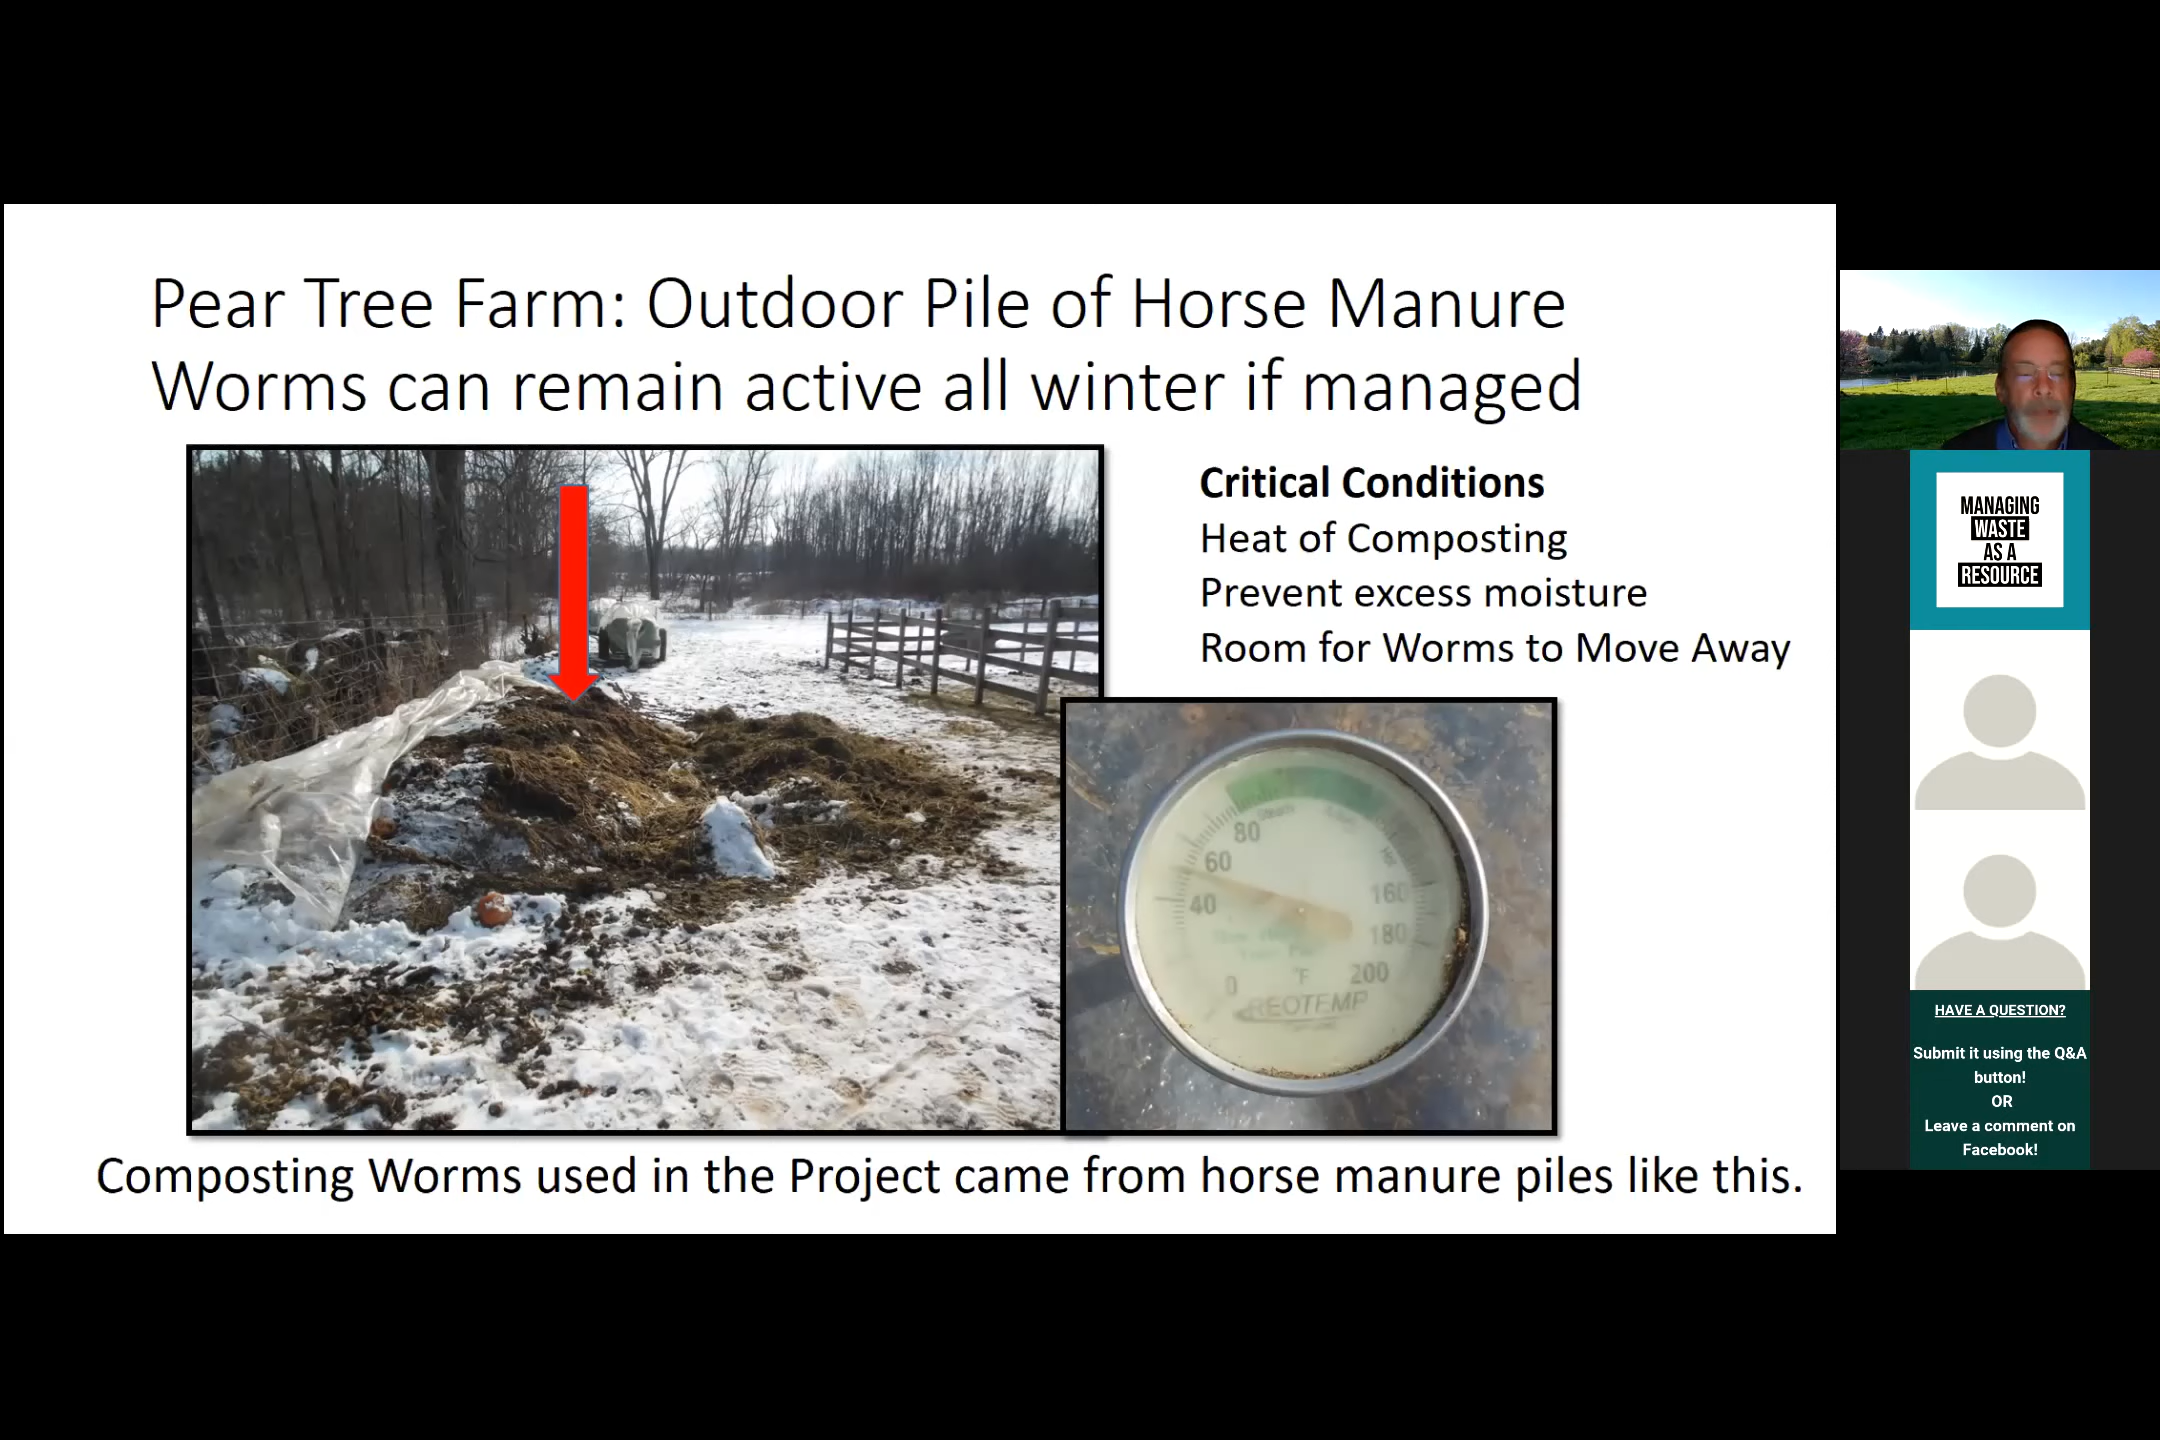 Pear Tree Farm: Outdoor Pile of Horse Manure
Worms can remain active all winter if managed
Critical Conditions
Heat of Composting
Prevent excess moisture
Room for Worms to Move Away
80
60
40
0
160
180
200
°F
REOTEMP
Composting Worms used in the Project came from horse manure piles like this.
MANAGING
WASTE
AS A
RESOURCE
HAVE A QUESTION?
Submit it using the Q&A
button!
OR
Leave a comment on
Facebook!